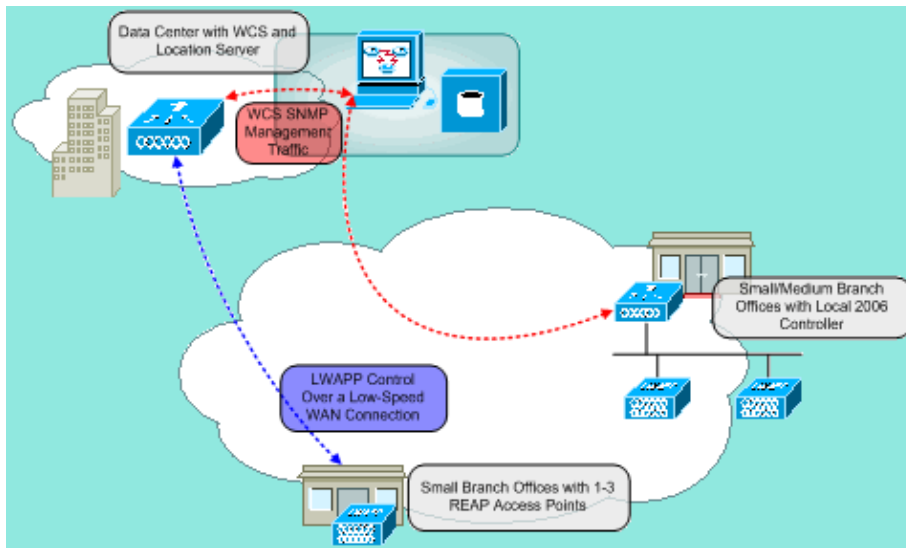 Data Center with WCS and
Location Server
WCS SNMP
Management
Traffic
Small/Medium Branch
Offices with Local 2006
Controller
LWAPP Control
Over a Low-Speed
WAN Connection
Small Branch Offices with 1-3
REAP Access Points